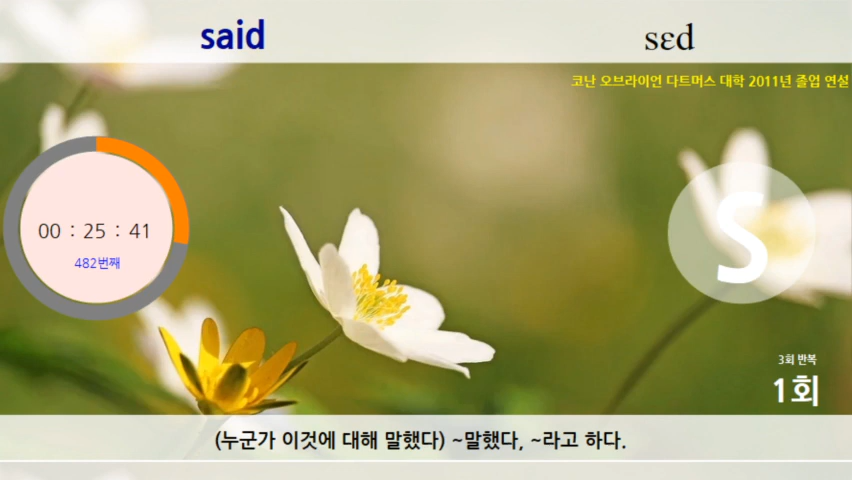 said
sɛd
코난 오브라이언 다트머스 대학 2011년 졸업 연설
00 : 25 : 41
482번째
S
3회 반복
1회
(누군가 이것에 대해 말했다) ~말했다, ~라고 하다.